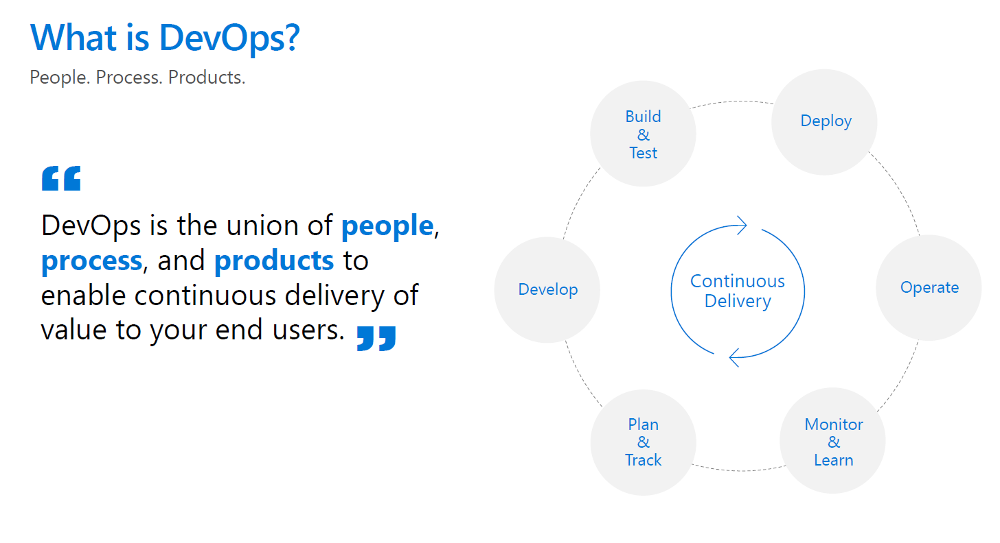 What is DevOps?
People. Process. Products.
“
DevOps is the union of people,
process, and products to
enable continuous delivery of
value to your end users. ”
Build
&
Test
Deploy
Develop
Continuous
Delivery
Operate
Plan
&
Track
Monitor
&
Learn